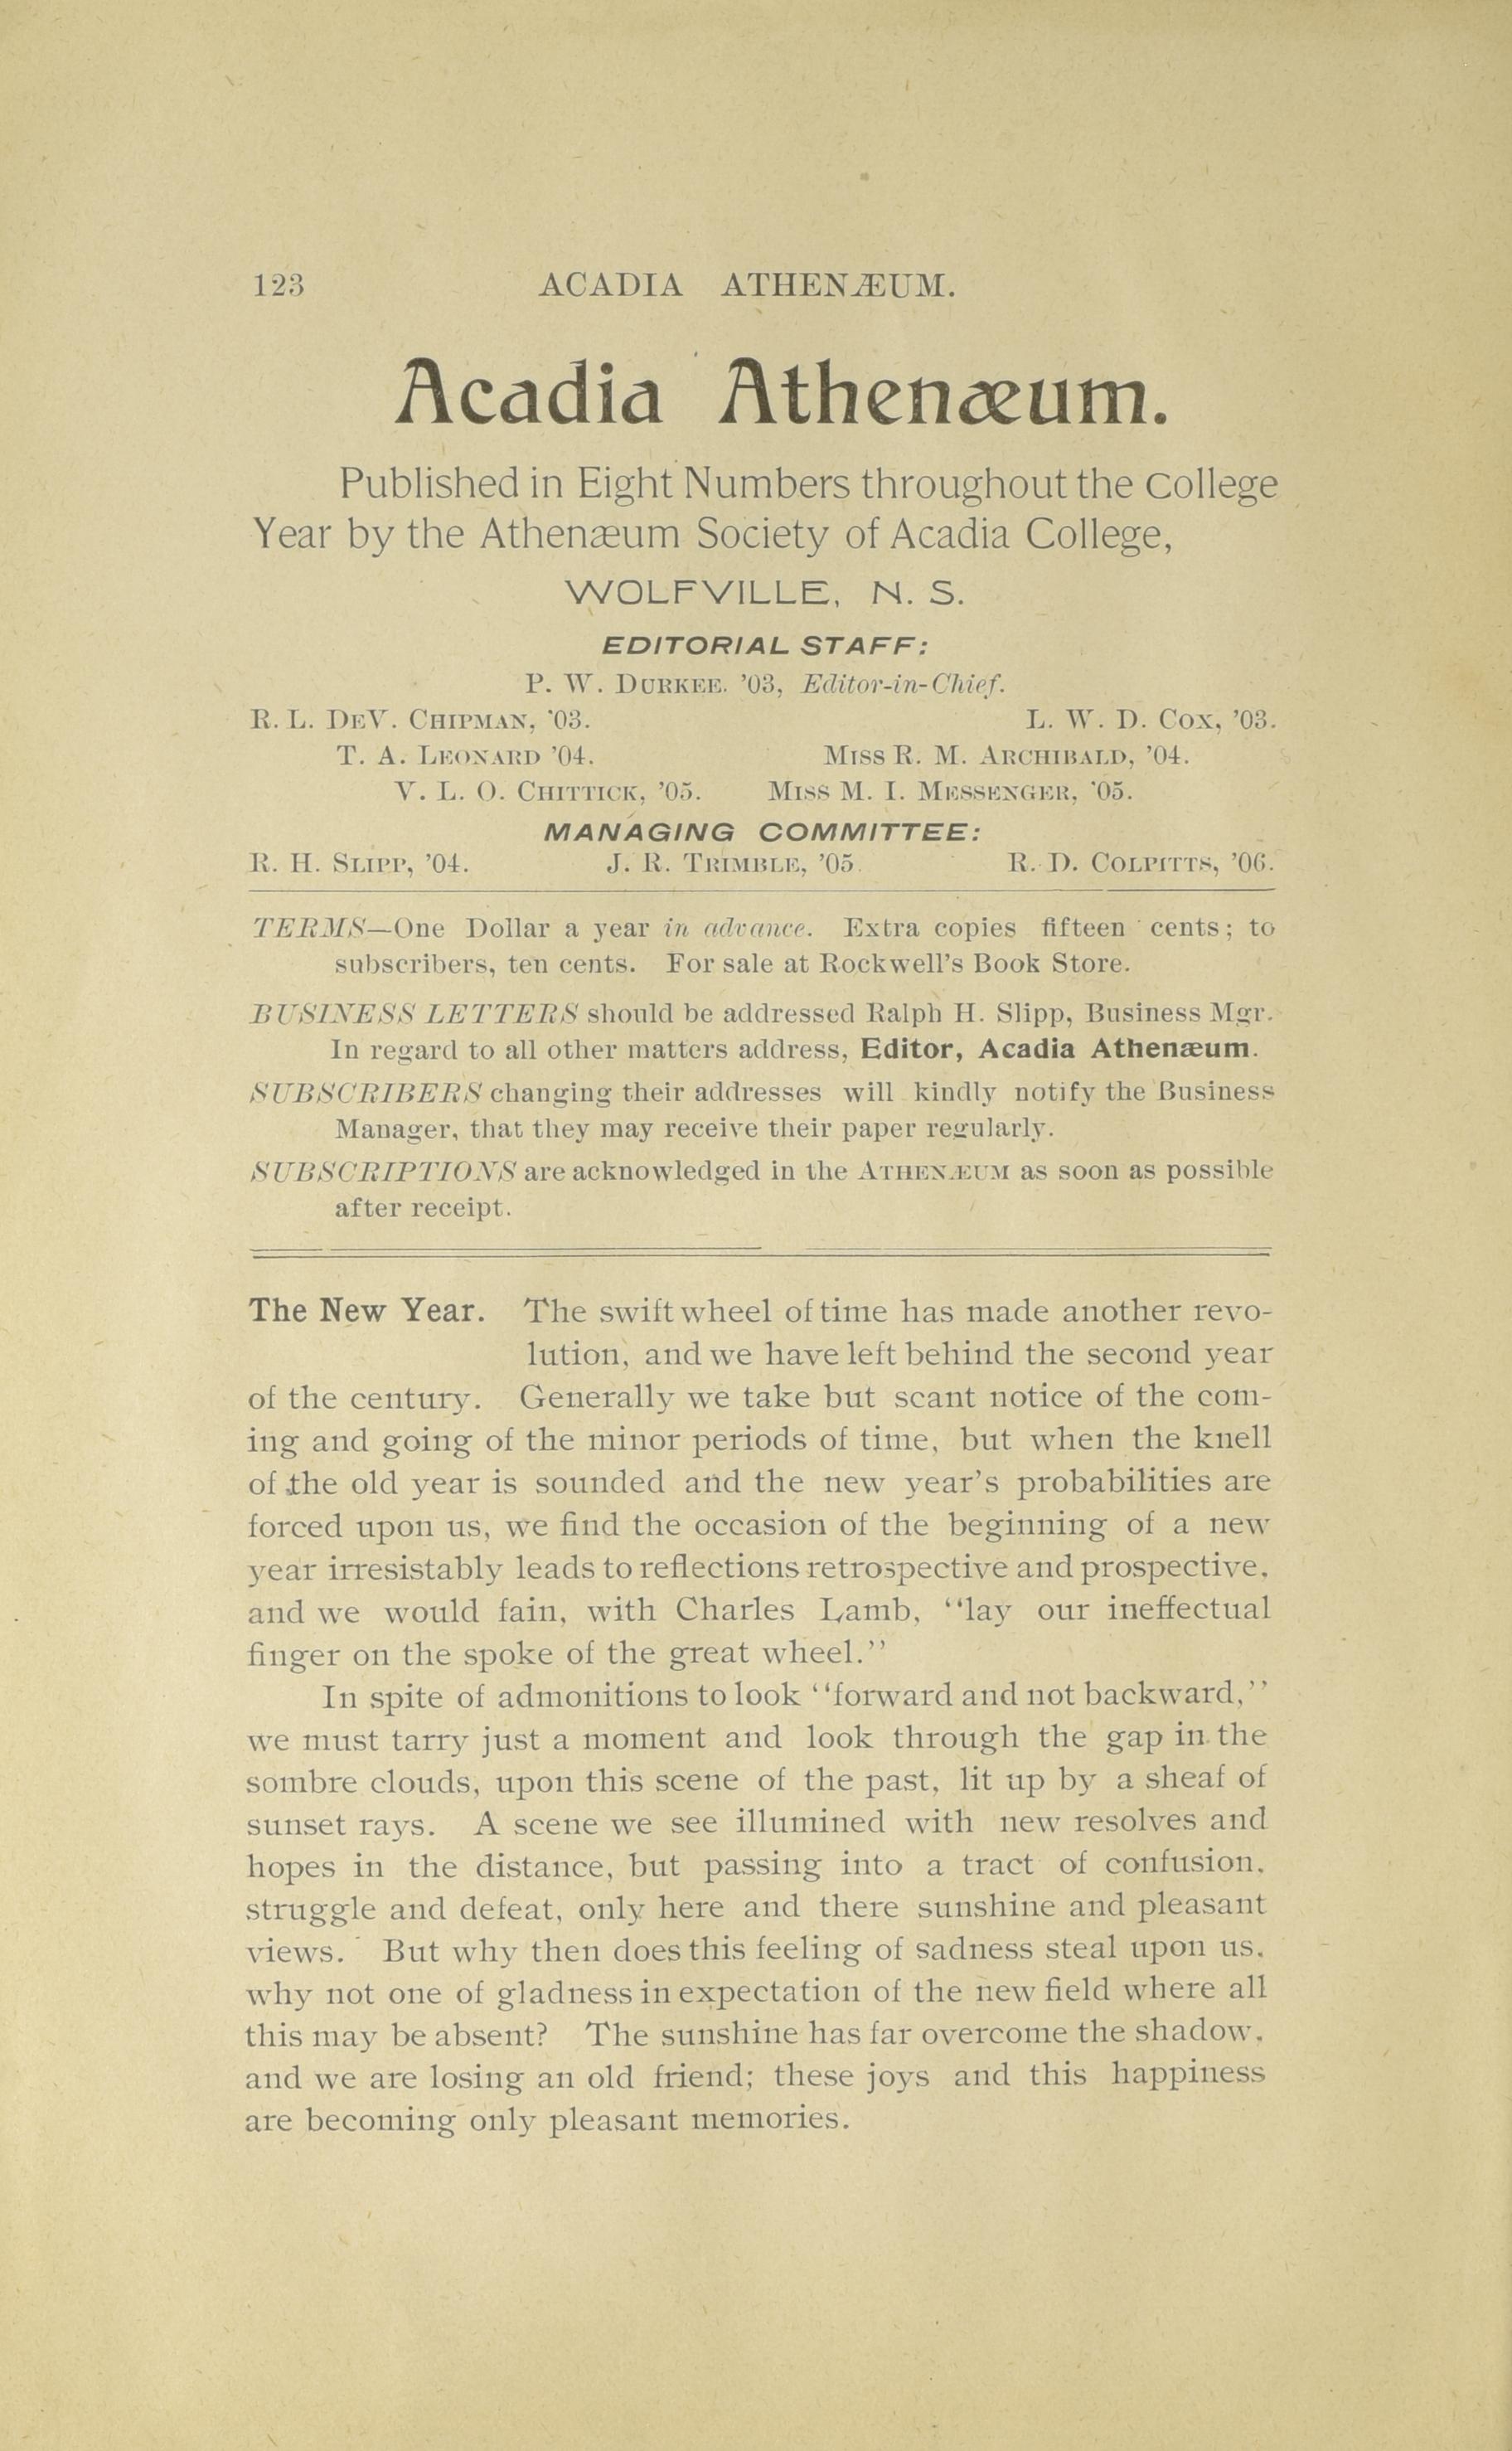 123 ACADIA ATHENÆUM.
Acadia Athenæum.
Published in Eight Numbers throughout the College
Year by the Athenæum Society of Acadia College,
WOLFVILLE, N. S.
EDITORIAL STAFF:
P. W. DURKEE. '03, Editor-in-Chief.
R. L. DEV. CHIPMAN, '03. L. W. D. COX, '03.
T. A. LEONARD '04. MISS R. M. ARCHIBALD, '04.
V. L. O. CHITTICK, '05. MISS M. I. MESSENGER, '05.
MANAGING COMMITTEE:
R. H. SLIPP, '04. J. R. TRIMBLE, '05. R. D. COLPITTS, '06.
TERMS—One Dollar a year in advance. Extra copies fifteen cents; to
subscribers, ten cents. For sale at Rockwell's Book Store.
BUSINESS LETTERS should be addressed Ralph H. Slipp, Business Mgr.
In regard to all other matters address, Editor, Acadia Athenæum.
SUBSCRIBERS changing their addresses will kindly notify the Business
Manager, that they may receive their paper regularly.
SUBSCRIPTIONS are acknowledged in the ATHENÆUM as soon as possible
after receipt.
The New Year. The swift wheel of time has made another revo-
lution, and we have left behind the second year
of the century. Generally we take but scant notice of the com-
ing and going of the minor periods of time, but when the knell
of the old year is sounded and the new year's probabilities are
forced upon us, we find the occasion of the beginning of a new
year irresistably leads to reflections retrospective and prospective,
and we would fain, with Charles Lamb, "lay our ineffectual
finger on the spoke of the great wheel."
In spite of admonitions to look "forward and not backward,"
we must tarry just a moment and look through the gap in the
sombre clouds, upon this scene of the past, lit up by a sheaf of
sunset rays. A scene we see illumined with new resolves and
hopes in the distance, but passing into a tract of confusion,
struggle and defeat, only here and there sunshine and pleasant
views. But why then does this feeling of sadness steal upon us,
why not one of gladness in expectation of the new field where all
this may be absent? The sunshine has far overcome the shadow,
and we are losing an old friend; these joys and this happiness
are becoming only pleasant memories.